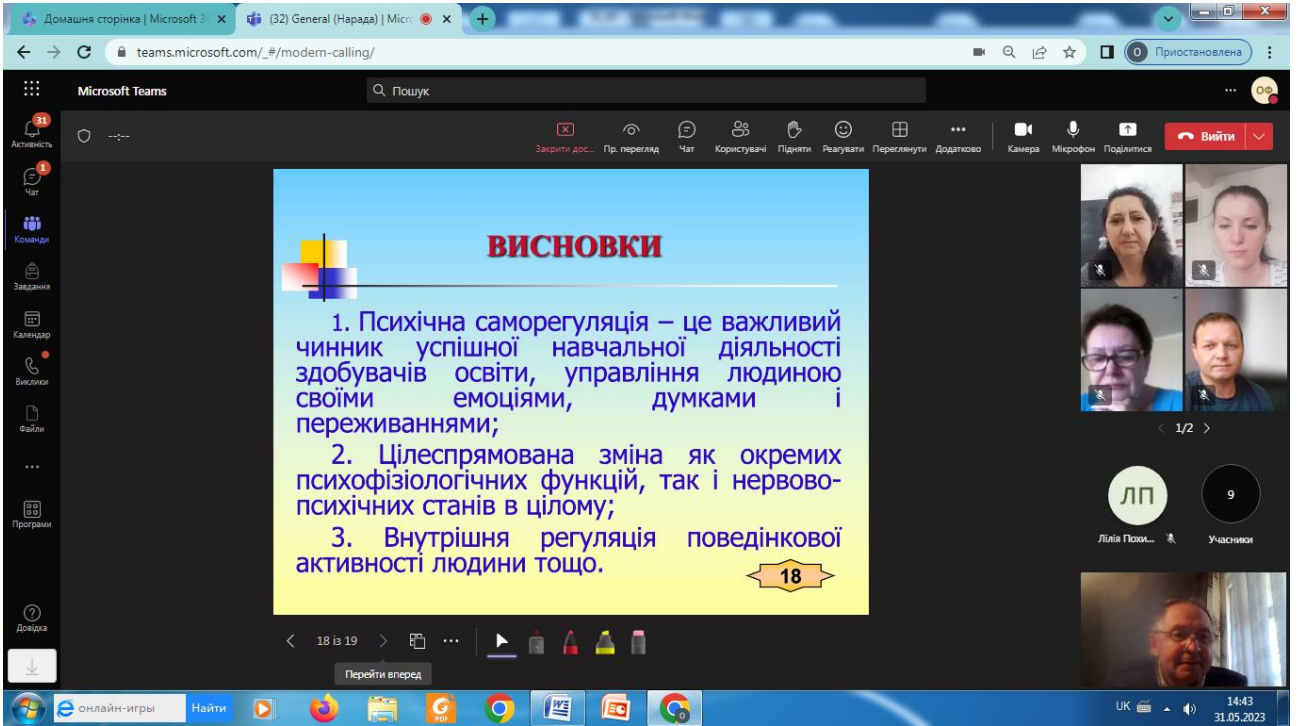 Домашня сторінка | Microsoft 3
(32) General (Нарада) | Micro
teams.microsoft.com/_#/modern-calling/
О
Приостановлена
Microsoft Teams
Пошук
ОФ
31
Активність
--:--
Закрити дос...
Пр. перегляд
Чат
Користувачі
Підняти
Реагувати
Переглянути
Додатково
Камера
Мікрофон
Поділитися
Вийти
1
Чат
Команди
Завдання
Календар
Виклики
Файли
Програми
Довідка
ВИСНОВКИ
1. Психічна саморегуляція – це важливий
чинник успішної навчальної діяльності
здобувачів освіти, управління людиною
своїми емоціями, думками і
переживаннями;
2. Цілеспрямована зміна як окремих
психофізіологічних функцій, так і нервово-
психічних станів в цілому;
3. Внутрішня регуляція поведінкової
активності людини тощо.
18
1/2
ЛП
9
Лілія Похи...
Учасники
18 із 19
Перейти вперед
онлайн-игры
Найти
PDF
UK
14:43
31.05.2023